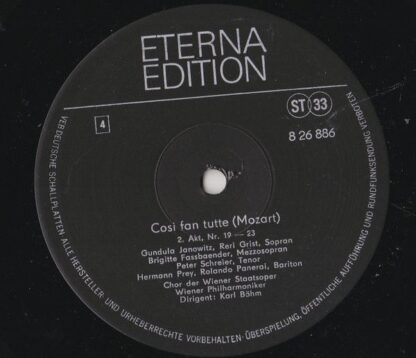 ETERNA
EDITION
ST 33
4
8 26 886
Cosi fan tutte (Mozart)
2. Akt, Nr. 19 — 23
Gundula Janowitz, Reri Grist, Sopran
Brigitte Fassbaender, Mezzosopran
Peter Schreier, Tenor
Hermann Prey, Rolando Panerai, Bariton
Chor der Wiener Staatsoper
Wiener Philharmoniker
Dirigent: Karl Böhm
VEB DEUTSCHE SCHALLPLATTEN · ALLE HERSTELLER- UND URHEBERRECHTE VORBEHALTEN · ÜBERSPIELUNG, ÖFFENTLICHE AUFFÜHRUNG UND RUNDFUNKSENDUNG VERBOTEN